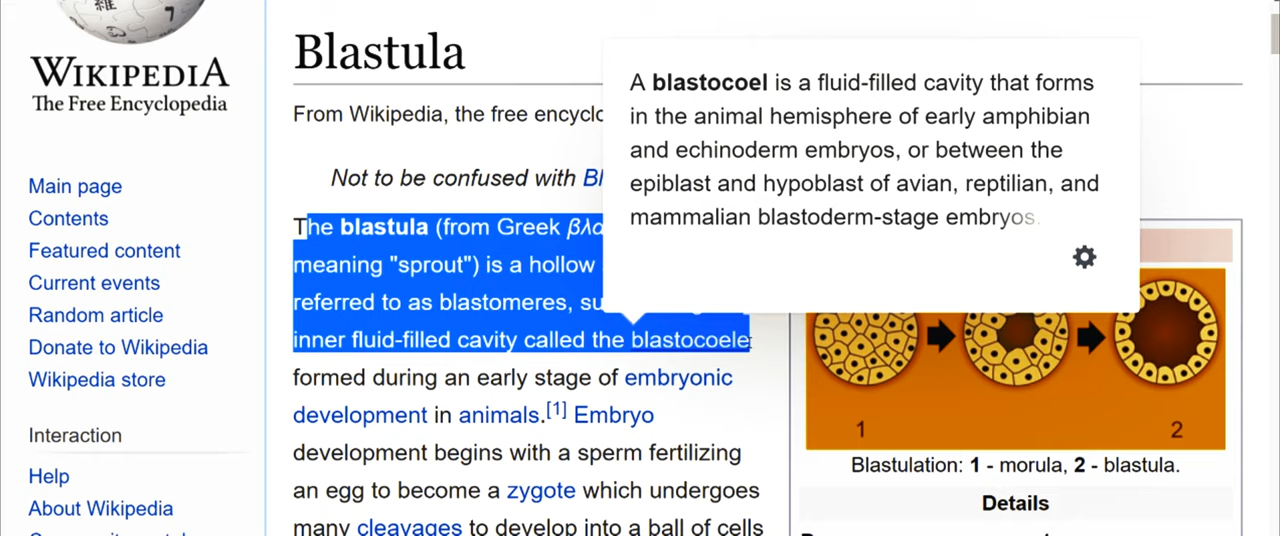 維
WIKIPEDIA
The Free Encyclopedia
Main page
Contents
Featured content
Current events
Random article
Donate to Wikipedia
Wikipedia store
Interaction
Help
About Wikipedia
Blastula
From Wikipedia, the free encyclo
Not to be confused with Bl
The blastula (from Greek βλα
meaning "sprout") is a hollow
referred to as blastomeres, su
inner fluid-filled cavity called the blastocoele
formed during an early stage of embryonic
development in animals.[1] Embryo
development begins with a sperm fertilizing
an egg to become a zygote which undergoes
many cleavages to develop into a ball of cells
A blastocoel is a fluid-filled cavity that forms
in the animal hemisphere of early amphibian
and echinoderm embryos, or between the
epiblast and hypoblast of avian, reptilian, and
mammalian blastoderm-stage embryos.
1
2
Blastulation: 1 - morula, 2 - blastula.
Details